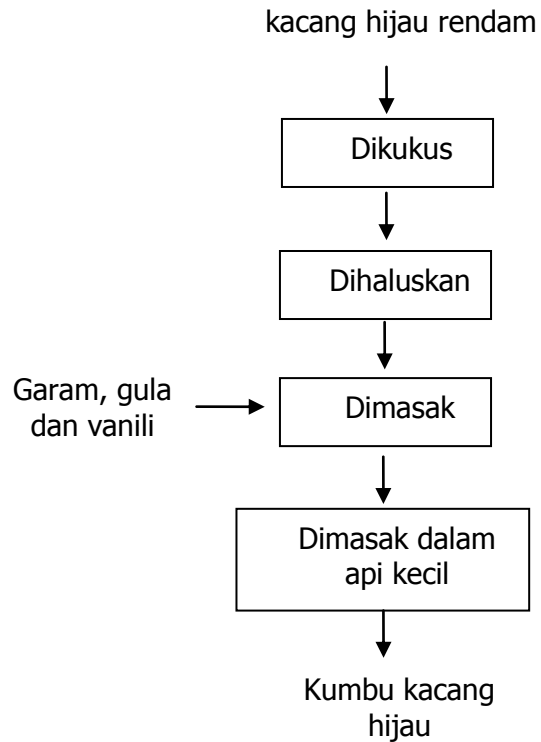 kacang hijau rendam
Dikukus
Dihaluskan
Garam, gula
dan vanili
Dimasak
Dimasak dalam
api kecil
Kumbu kacang
hijau